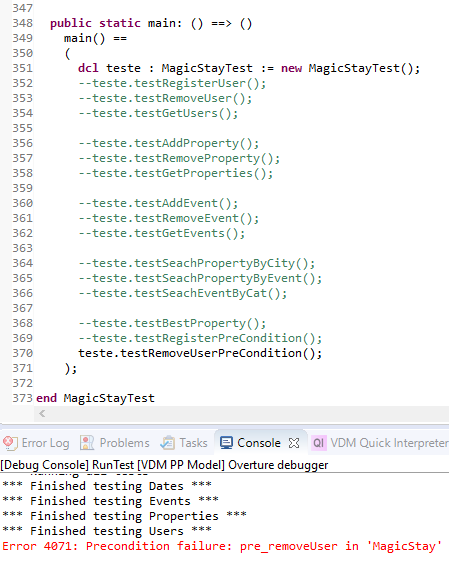 347
348 public static main: () ==> ()
349 main() ==
350 (
351 dcl teste : MagicStayTest := new MagicStayTest();
352 --teste.testRegisterUser();
353 --teste.testRemoveUser();
354 --teste.testGetUsers();
355
356 --teste.testAddProperty();
357 --teste.testRemoveProperty();
358 --teste.testGetProperties();
359
360 --teste.testAddEvent();
361 --teste.testRemoveEvent();
362 --teste.testGetEvents();
363
364 --teste.testSeachPropertyByCity();
365 --teste.testSeachPropertyByEvent();
366 --teste.testSeachEventByCat();
367
368 --teste.testBestProperty();
369 --teste.testRegisterPreCondition();
370 teste.testRemoveUserPreCondition();
371 );
372
373 end MagicStayTest
Error Log Problems Tasks Console QI VDM Quick Interpreter
[Debug Console] RunTest [VDM PP Model] Overture debugger
*** Finished testing Dates ***
*** Finished testing Events ***
*** Finished testing Properties ***
*** Finished testing Users ***
Error 4071: Precondition failure: pre_removeUser in 'MagicStay'